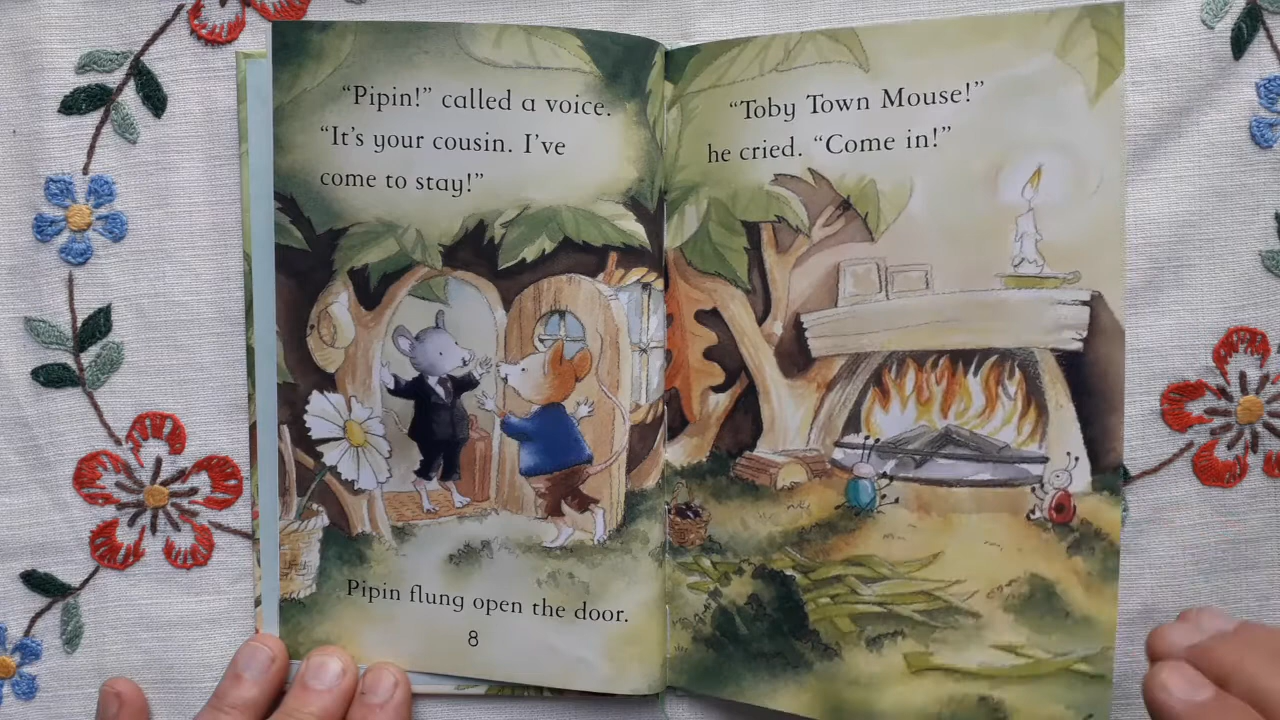 “Pipin!” called a voice.
“It’s your cousin. I’ve
come to stay!”
Pipin flung open the door.
8
“Toby Town Mouse!”
he cried. “Come in!”